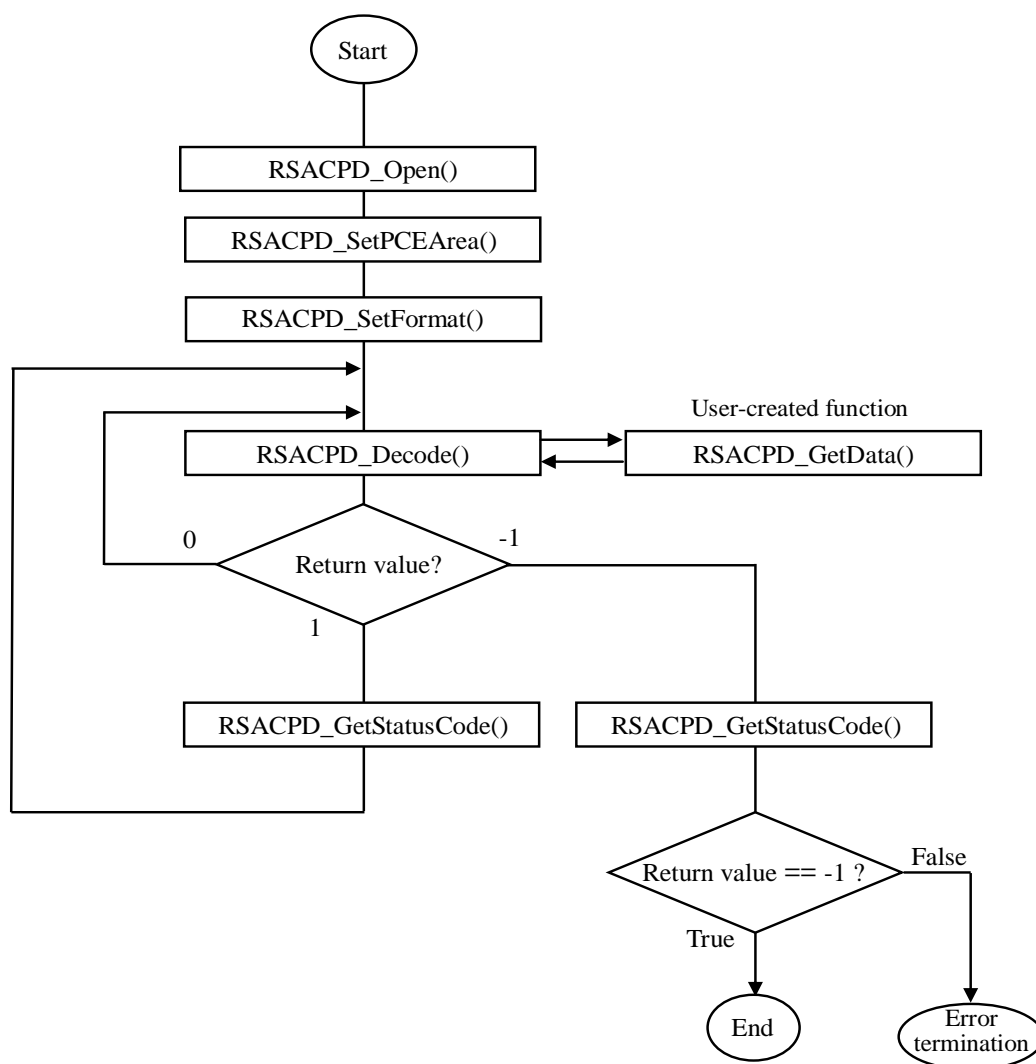 Start
RSACPD_Open()
RSACPD_SetPCEArea()
RSACPD_SetFormat()
User-created function
RSACPD_Decode()
RSACPD_GetData()
0
-1
Return value?
1
RSACPD_GetStatusCode()
RSACPD_GetStatusCode()
False
Return value == -1 ?
True
End
Error
termination